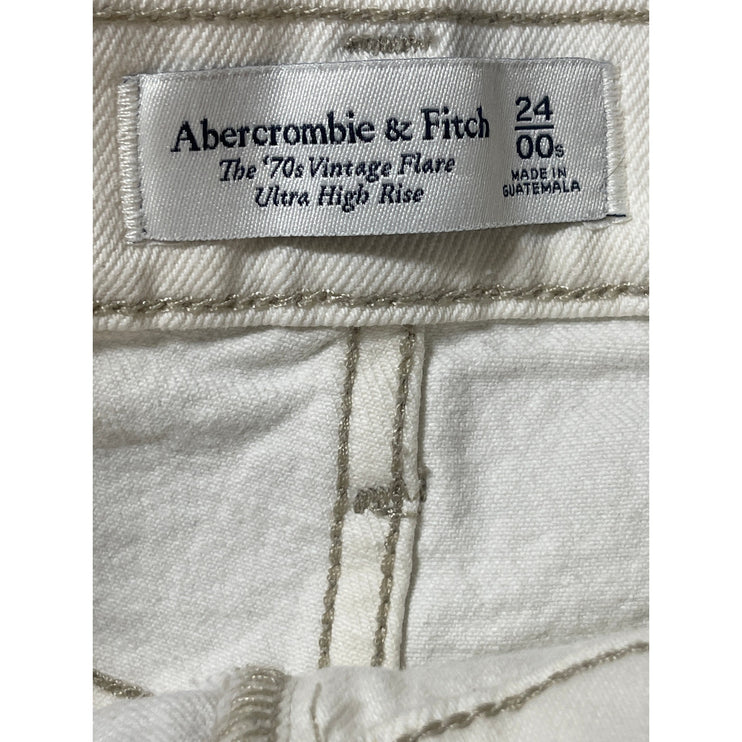 Abercrombie & Fitch
The '70s Vintage Flare
Ultra High Rise
24
00s
MADE IN
GUATEMALA